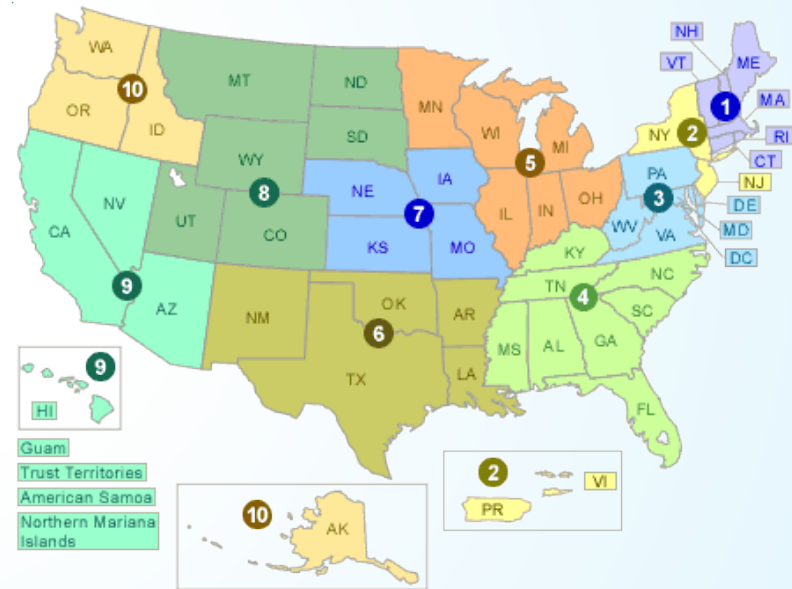 NH
WA
VT
ME
MT
ND
10
MN
1
MA
OR
ID
WI
NY
2
RI
SD
MI
CT
WY
5
PA
NJ
NV
8
NE
IA
3
DE
CA
UT
7
IL
IN
OH
WV
VA
MD
CO
KS
MO
KY
DC
9
AZ
NM
OK
AR
TN
4
NC
6
SC
MS
AL
GA
TX
LA
FL
9
HI
Guam
Trust Territories
American Samoa
Northern Mariana
Islands
10
AK
2
PR
VI